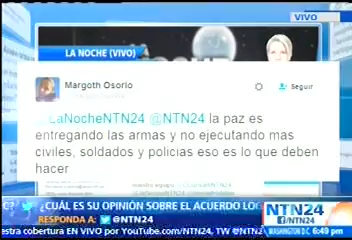 VIVO
LA NOCHE (VIVO)
Margoth Osorio
Seguir
@LaNocheNTN24 @NTN24 la paz es
entregando las armas y no ejecutando mas
civiles, soldados y policias eso es lo que deben
hacer
¿CUÁL ES SU OPINIÓN SOBRE EL ACUERDO LOG
RESPONDA A: @NTN24
NTN24
/NTN24
estra cobertura EN VIVO por YouTube.com/NTN24, TW @NTN2
WASHINGTON D.C 6:49 pm